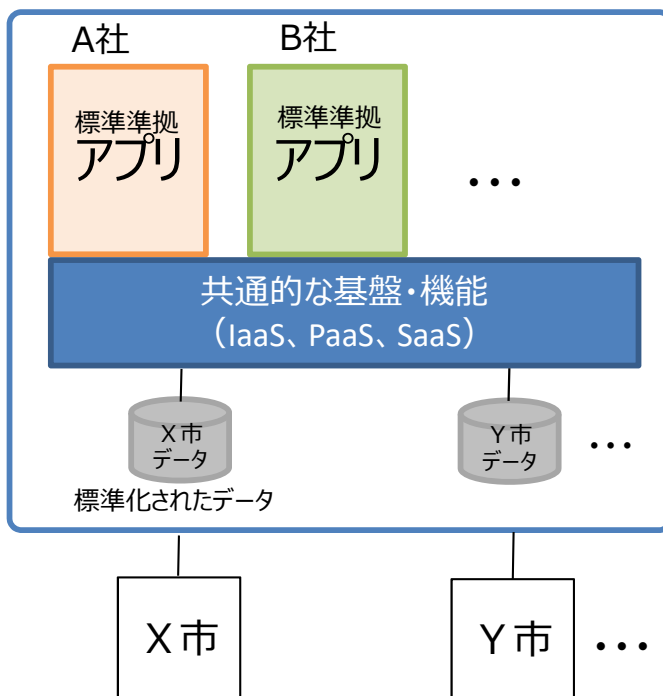 A社
B社
標準準拠
アプリ
標準準拠
アプリ
…
共通的な基盤・機能
（IaaS、PaaS、SaaS）
X市
データ
Y市
データ
…
標準化されたデータ
X市
Y市
…